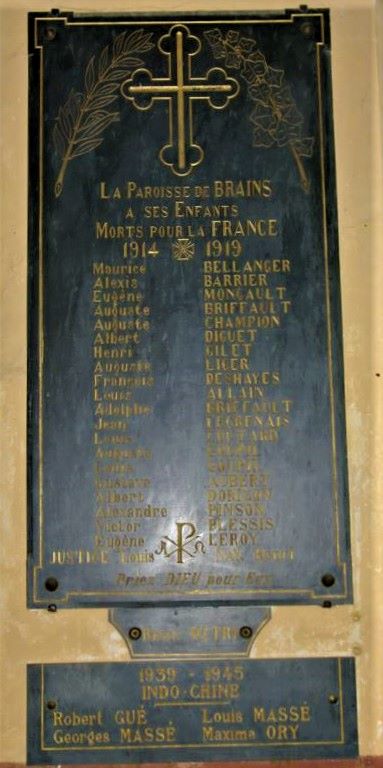 LA PAROISSE DE BRAINS
A SES ENFANTS
MORTS POUR LA FRANCE
1914 1919
Maurice BELLANGER
Alexis BARRIER
Eugène MONGAULT
Auguste BRIFFAULT
Auguste CHAMPION
Albert DIGUET
Henri GILET
Auguste LIGER
François DESHAYES
Louis ALLAIN
Adolphe BRIFFAULT
Jean
Louis
Auguste
Louis
Gustave AUBERT
Albert
Alexandre PINSON
Victor PLESSIS
Eugène LEROY
JUSTICE Louis
Priez DIEU pour Eux
1939 - 1945
INDO-CHINE
Robert GUÉ Louis MASSÉ
Georges MASSÉ Maxime ORY